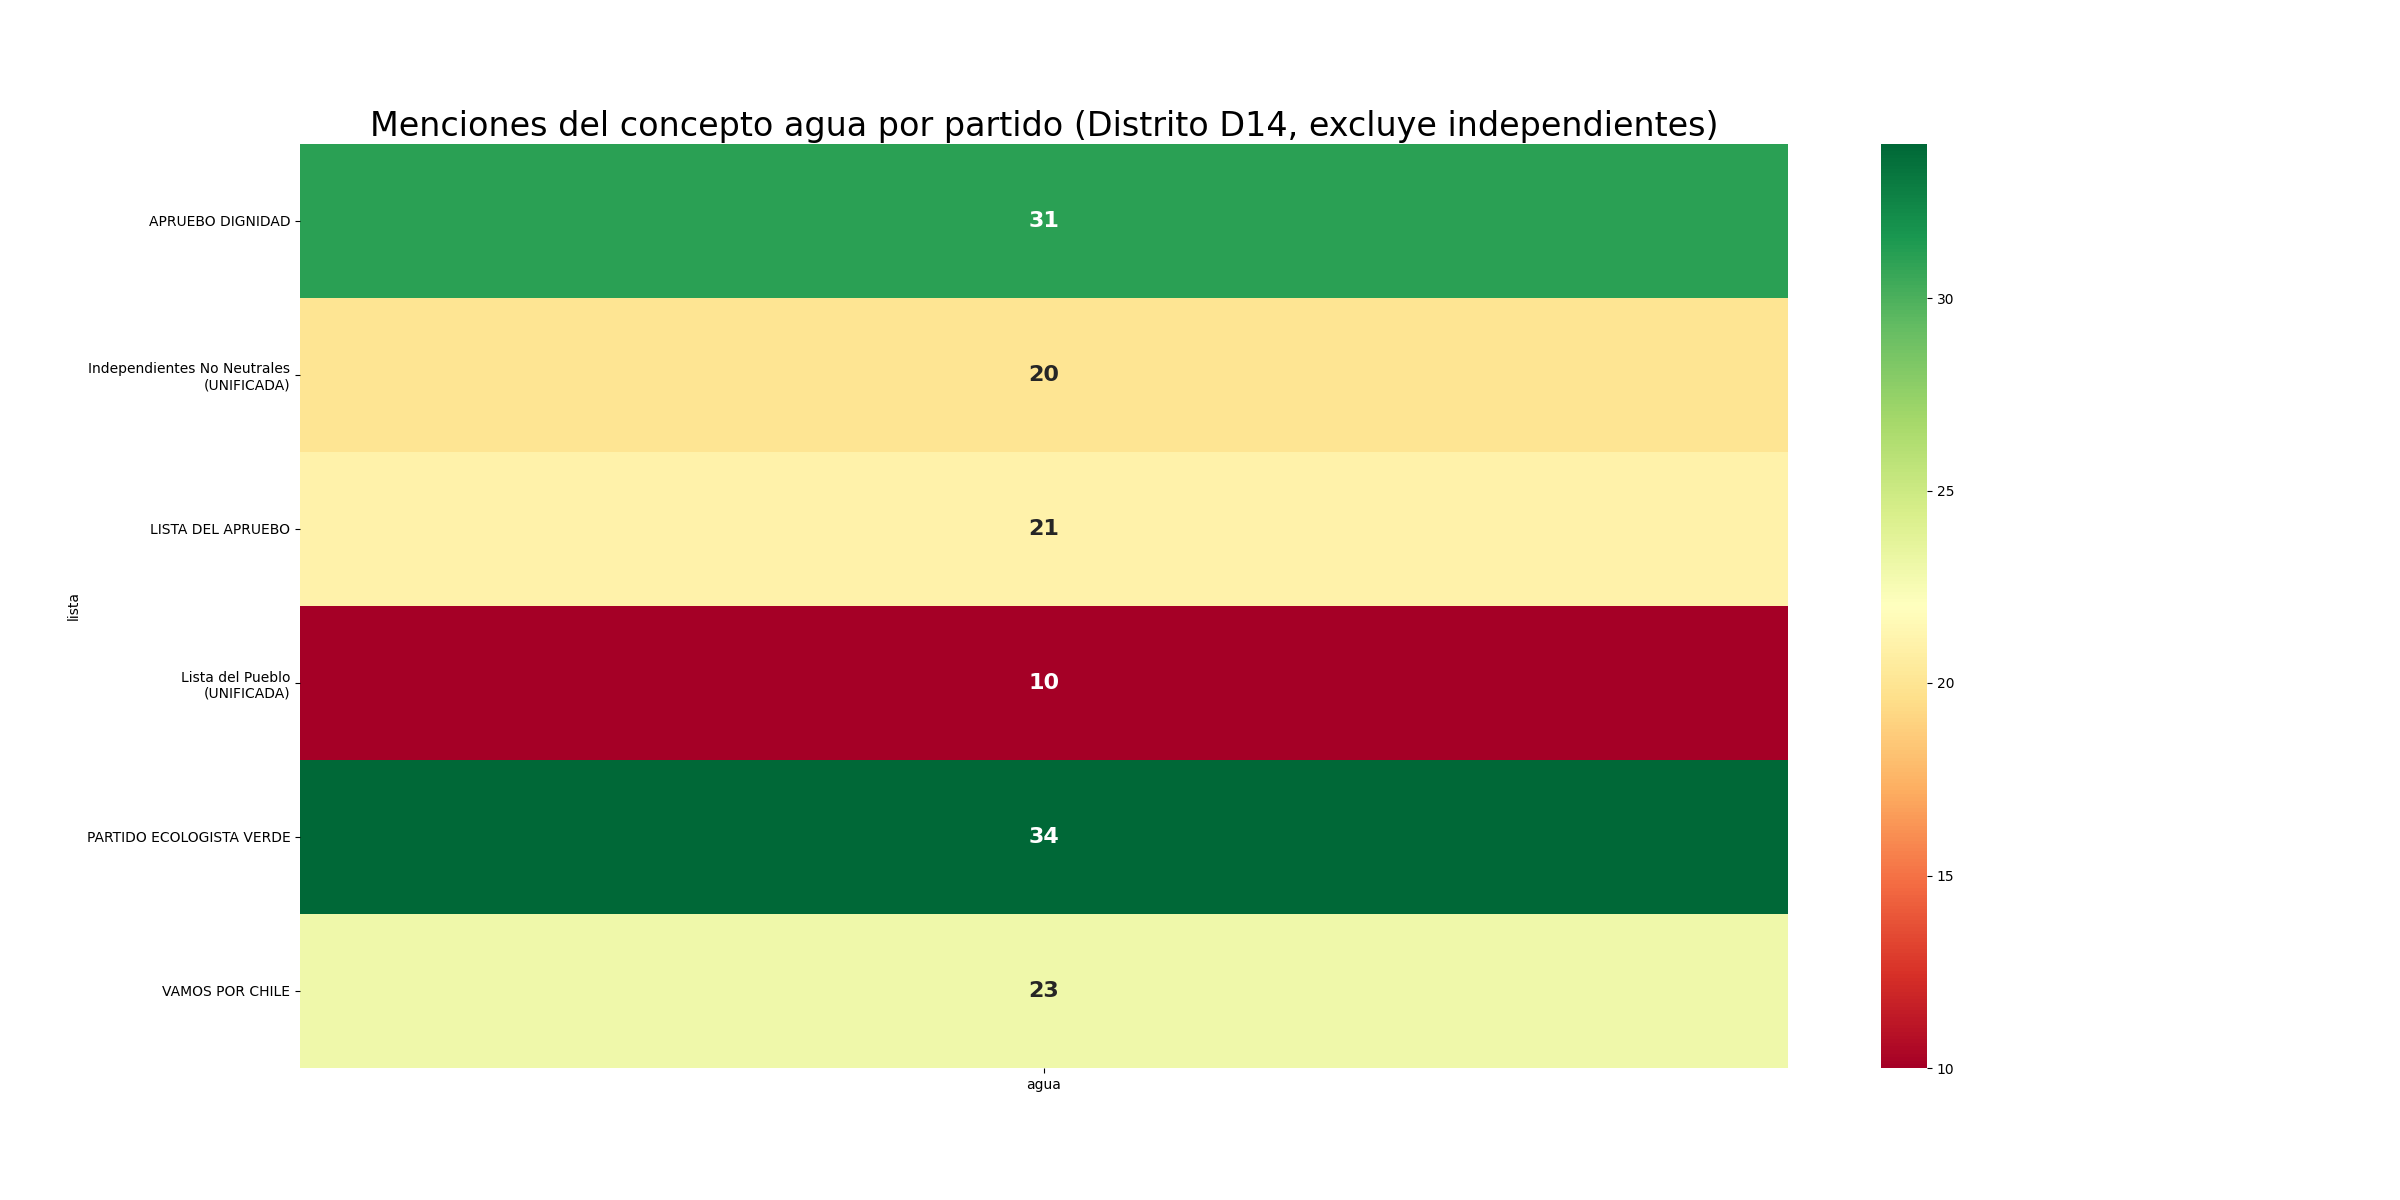 Menciones del concepto agua por partido (Distrito D14, excluye independientes)
APRUEBO DIGNIDAD
31
30
Independientes No Neutrales
(UNIFICADA)
20
25
LISTA DEL APRUEBO
21
lista
Lista del Pueblo
(UNIFICADA)
10
20
PARTIDO ECOLOGISTA VERDE
34
15
VAMOS POR CHILE
23
10
agua